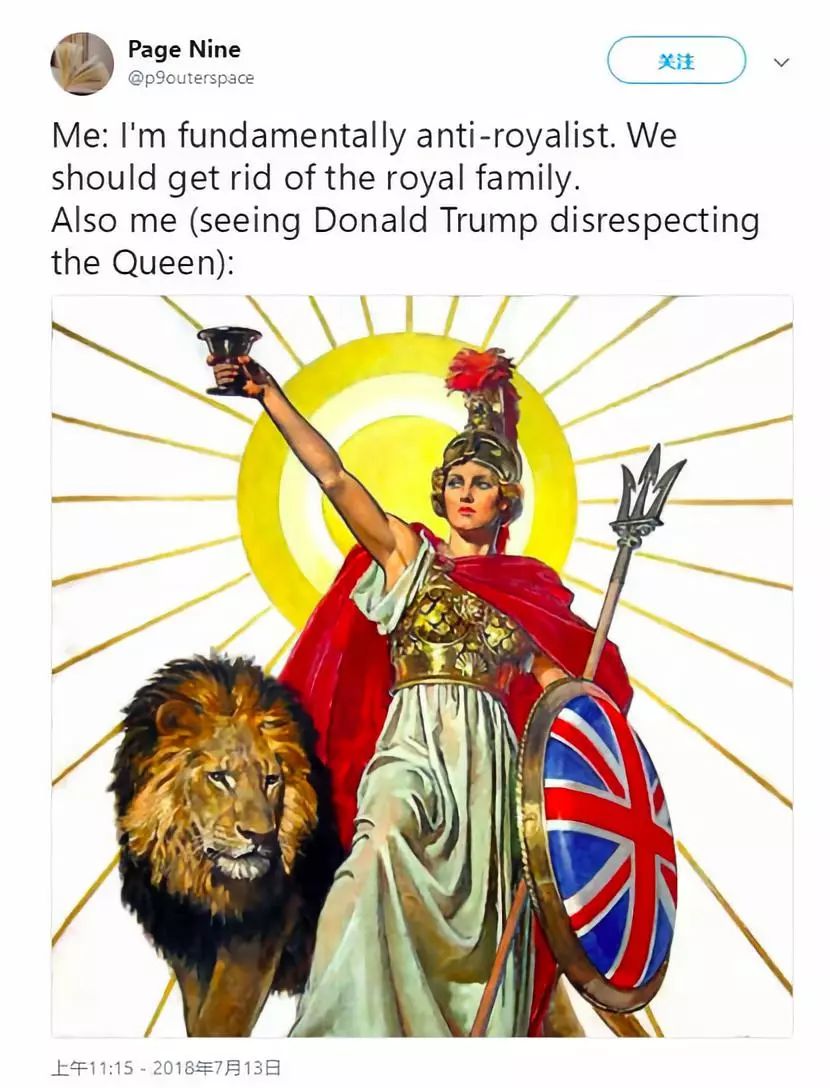 Page Nine
@p9outerspace
关注
Me: I'm fundamentally anti-royalist. We
should get rid of the royal family.
Also me (seeing Donald Trump disrespecting
the Queen):
上午11:15 - 2018年7月13日